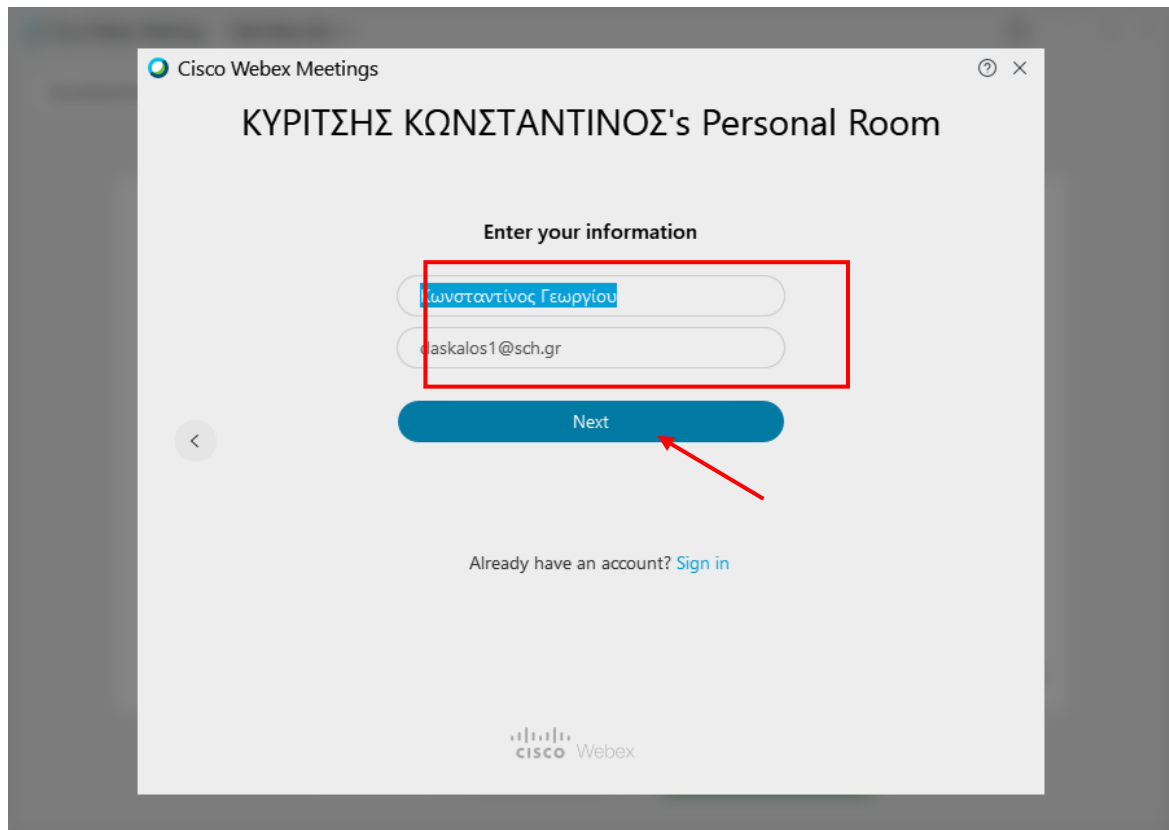 Cisco Webex Meetings
ΚΥΡΙΤΣΗΣ ΚΩΝΣΤΑΝΤΙΝΟΣ's Personal Room
Enter your information
Κωνσταντίνος Γεωργίου
daskalos1@sch.gr
Next
Already have an account? Sign in
cisco Webex